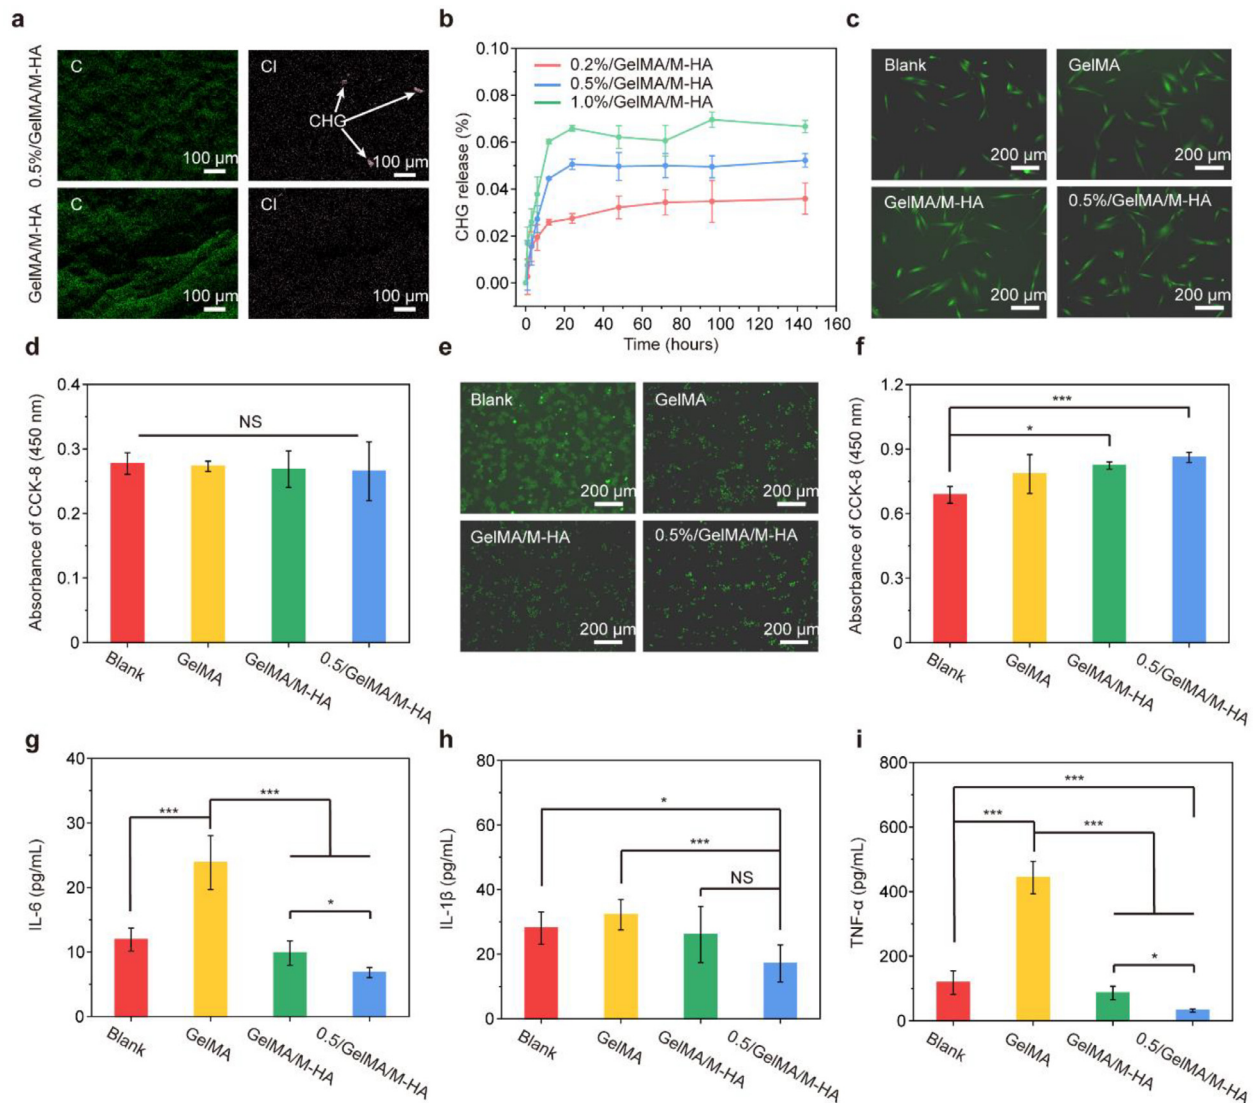 a
0.5%/GelMA/M-HA
GelMA/M-HA
C
100 µm
Cl
CHG
100 µm
C
100 µm
Cl
100 µm
b
CHG release (%)
0.10
0.08
0.06
0.04
0.02
0.00
0.2%/GelMA/M-HA
0.5%/GelMA/M-HA
1.0%/GelMA/M-HA
0 20 40 60 80 100 120 140 160
Time (hours)
c
Blank
200 µm
GelMA
200 µm
GelMA/M-HA
200 µm
0.5%/GelMA/M-HA
200 µm
d
Absorbance of CCK-8 (450 nm)
0.4
0.3
0.2
0.1
0
NS
Blank
GelMA
GelMA/M-HA
0.5/GelMA/M-HA
e
Blank
200 µm
GelMA
200 µm
GelMA/M-HA
200 µm
0.5%/GelMA/M-HA
200 µm
f
Absorbance of CCK-8 (450 nm)
1.2
0.9
0.6
0.3
0
***
*
Blank
GelMA
GelMA/M-HA
0.5/GelMA/M-HA
g
IL-6 (pg/mL)
40
30
20
10
0
***
***
*
Blank
GelMA
GelMA/M-HA
0.5/GelMA/M-HA
h
IL-1β (pg/mL)
80
60
40
20
0
*
***
NS
Blank
GelMA
GelMA/M-HA
0.5/GelMA/M-HA
i
TNF-α (pg/mL)
800
600
400
200
0
***
***
***
*
Blank
GelMA
GelMA/M-HA
0.5/GelMA/M-HA